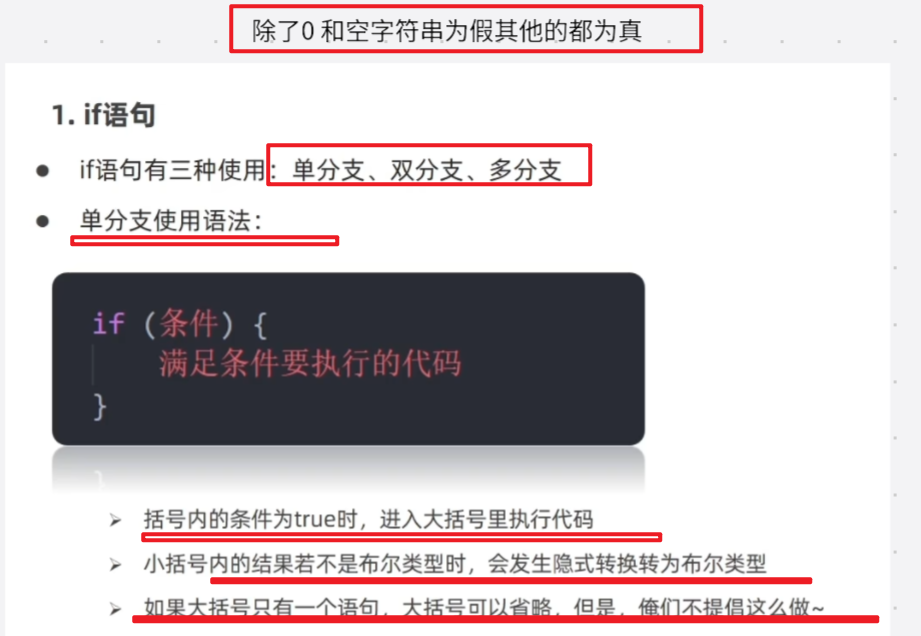 除了0 和空字符串为假其他的都为真
1. if语句
if语句有三种使用：单分支、双分支、多分支
单分支使用语法：
if (条件) {
满足条件要执行的代码
}
括号内的条件为true时，进入大括号里执行代码
小括号内的结果若不是布尔类型时，会发生隐式转换转为布尔类型
如果大括号只有一个语句，大括号可以省略，但是，俺们不提倡这么做~